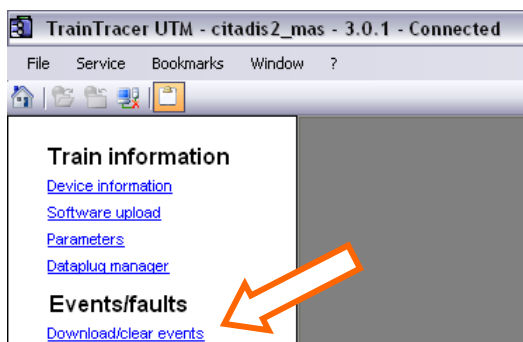 TrainTracer UTM - citadis2_mas - 3.0.1 - Connected
File Service Bookmarks Window ?
Train information
Device information
Software upload
Parameters
Dataplug manager
Events/faults
Download/clear events